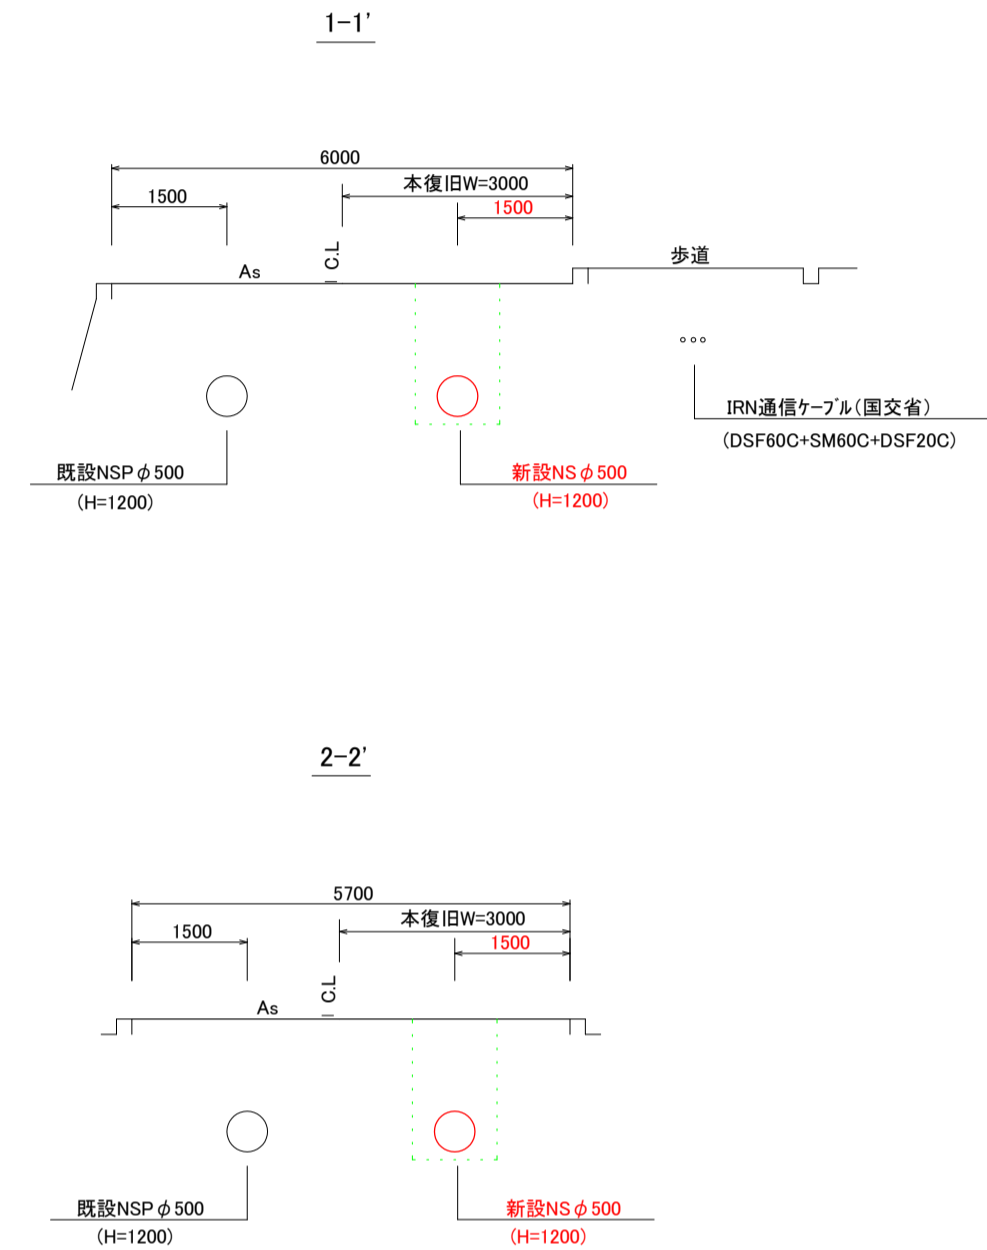 1-1'
6000
本復旧W=3000
1500
1500
C.L
As
歩道
IRN通信ケーブル(国交省)
(DSF60C+SM60C+DSF20C)
既設NSPφ500
(H=1200)
新設NSφ500
(H=1200)
2-2'
5700
本復旧W=3000
1500
1500
C.L
As
既設NSPφ500
(H=1200)
新設NSφ500
(H=1200)